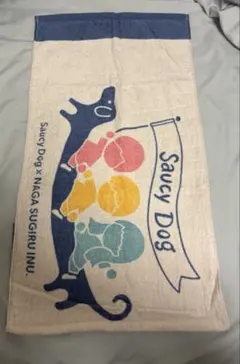 Saucy Dog
Saucy Dog × NAGA SUGIRU INU.